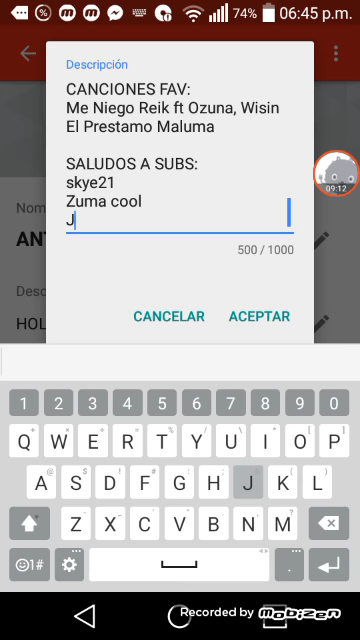 74% 06:45 p.m.
Descripción
CANCIONES FAV:
Me Niego Reik ft Ozuna, Wisin
El Prestamo Maluma
SALUDOS A SUBS:
skye21
Zuma cool
J
09:12
Nom
ANT
500 / 1000
Desc
HOL
CANCELAR ACEPTAR
1 2 3 4 5 6 7 8 9 0
Q W E R T Y U I O P
A S D F G H J K L
Z X C V B N M ?
☺1# .
Recorded by Mobizen